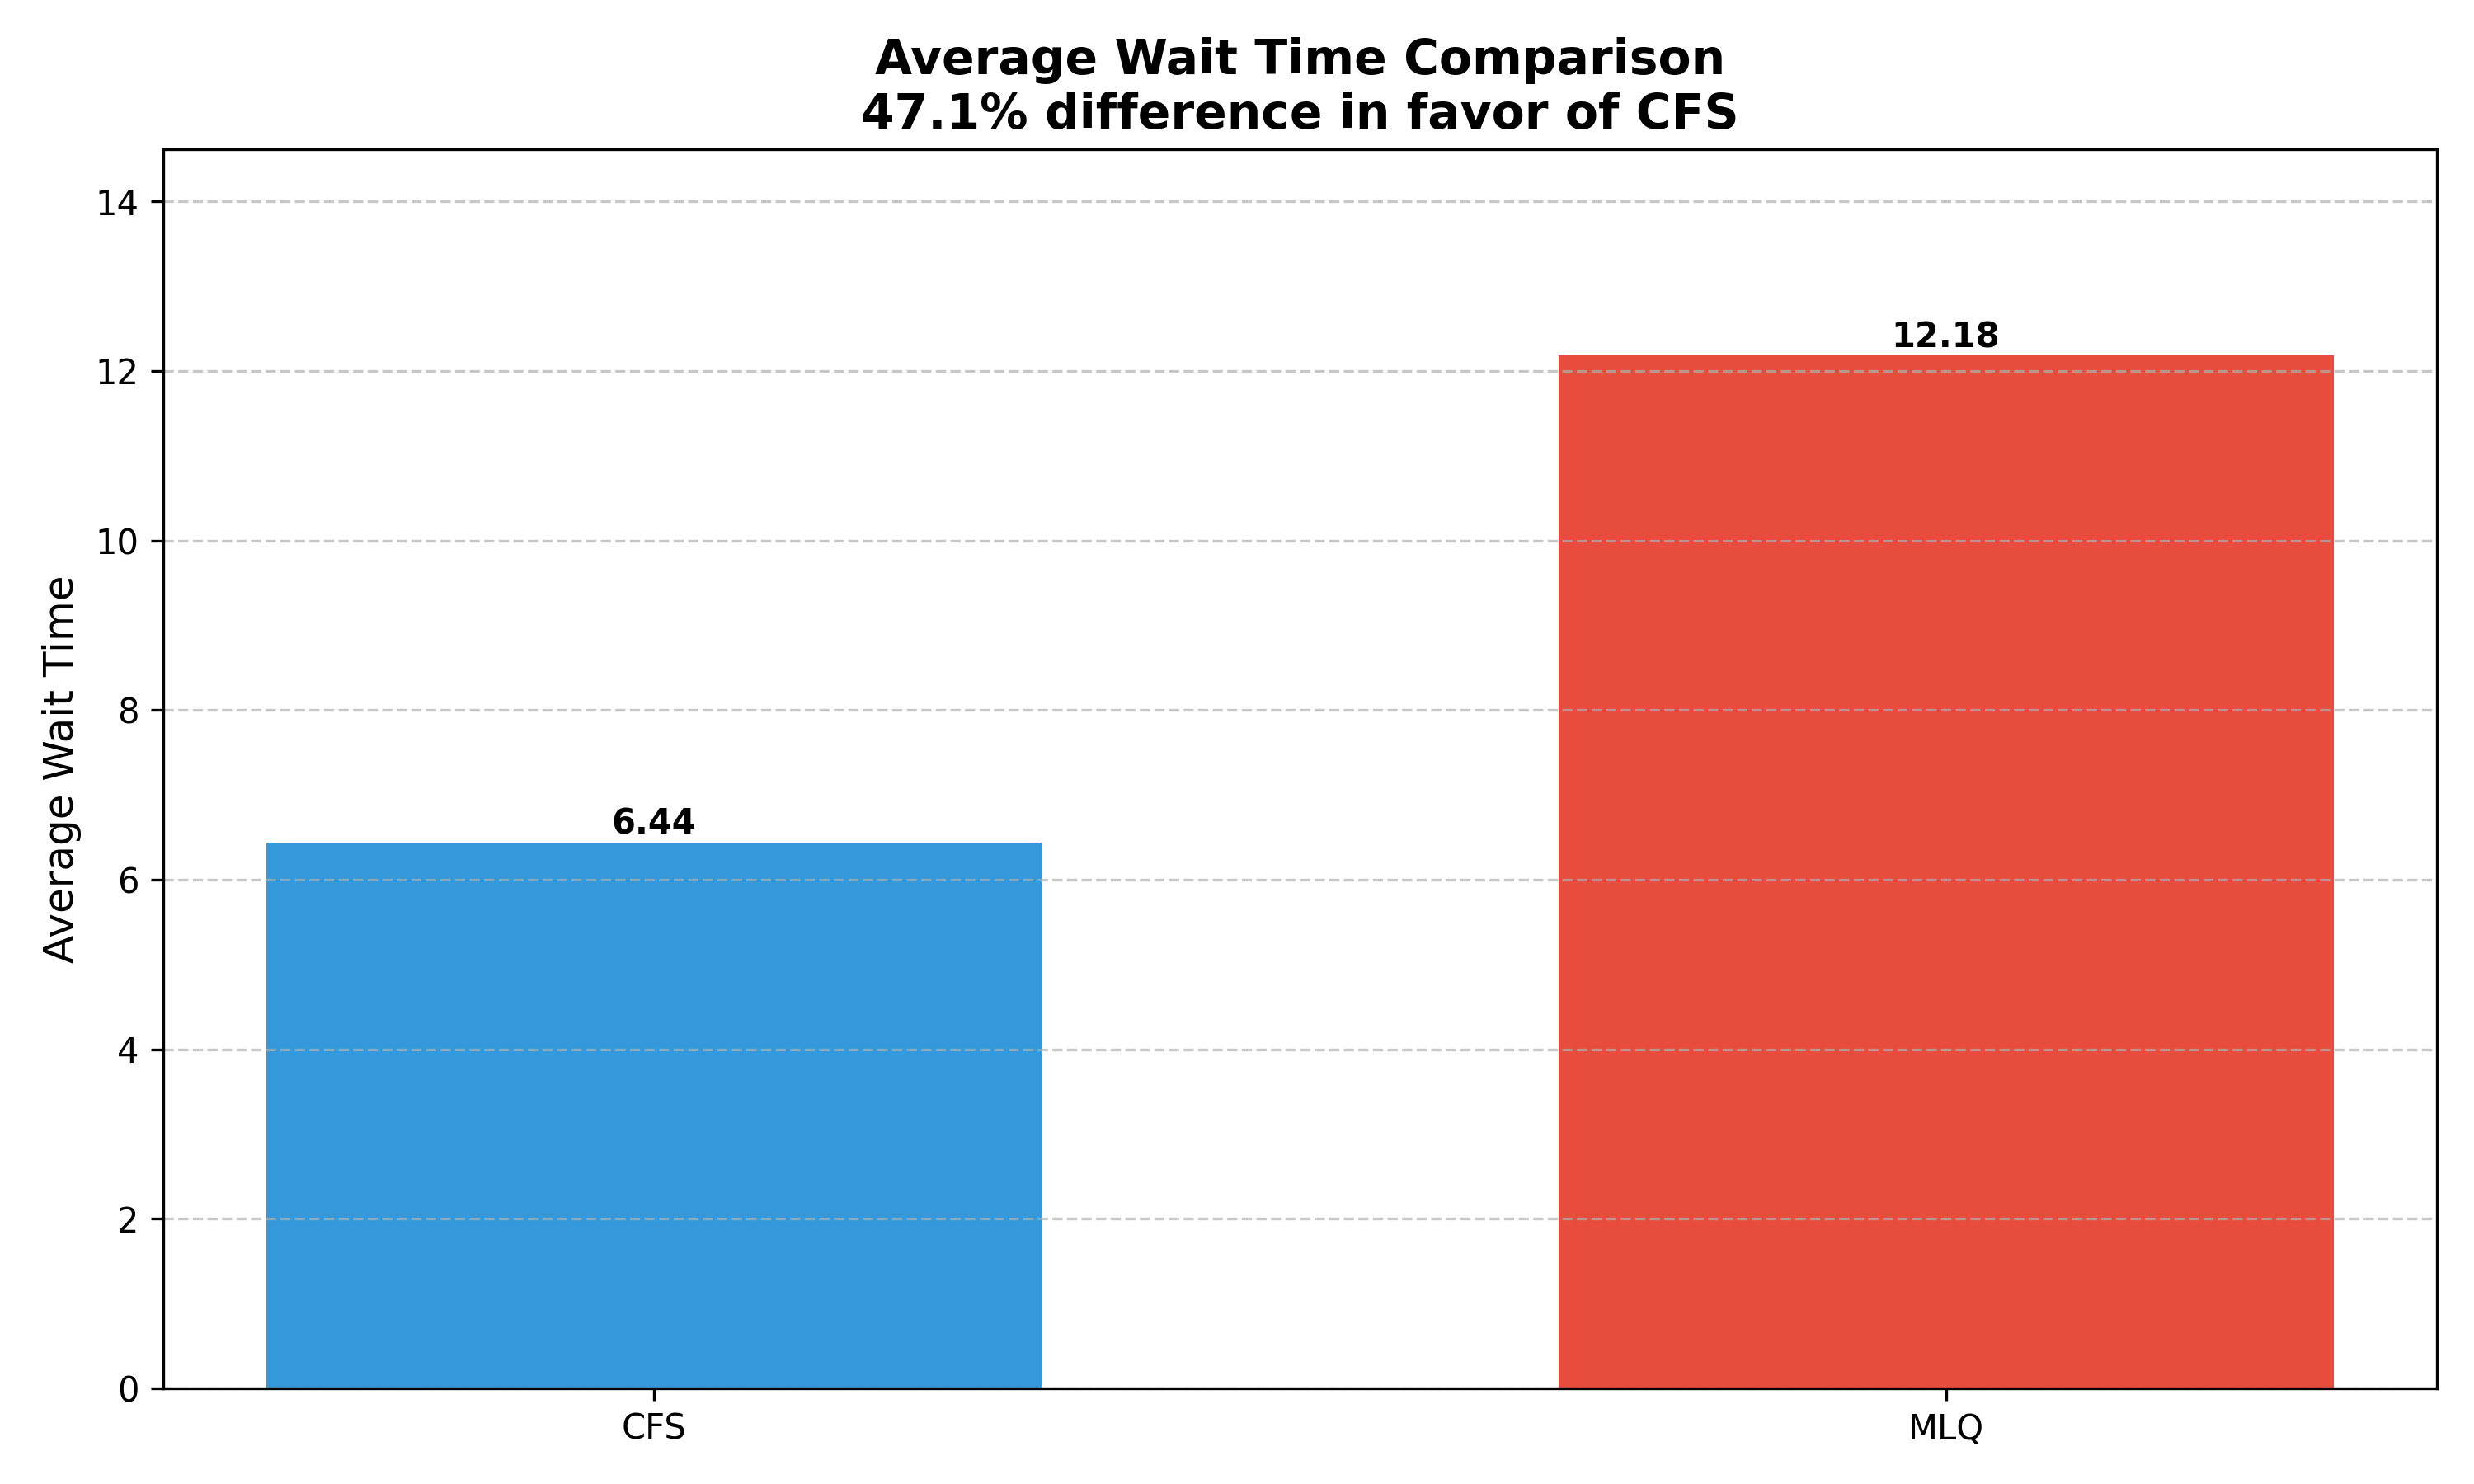 Average Wait Time Comparison
47.1% difference in favor of CFS
Average Wait Time
14
12
10
8
6
4
2
0
12.18
6.44
CFS
MLQ